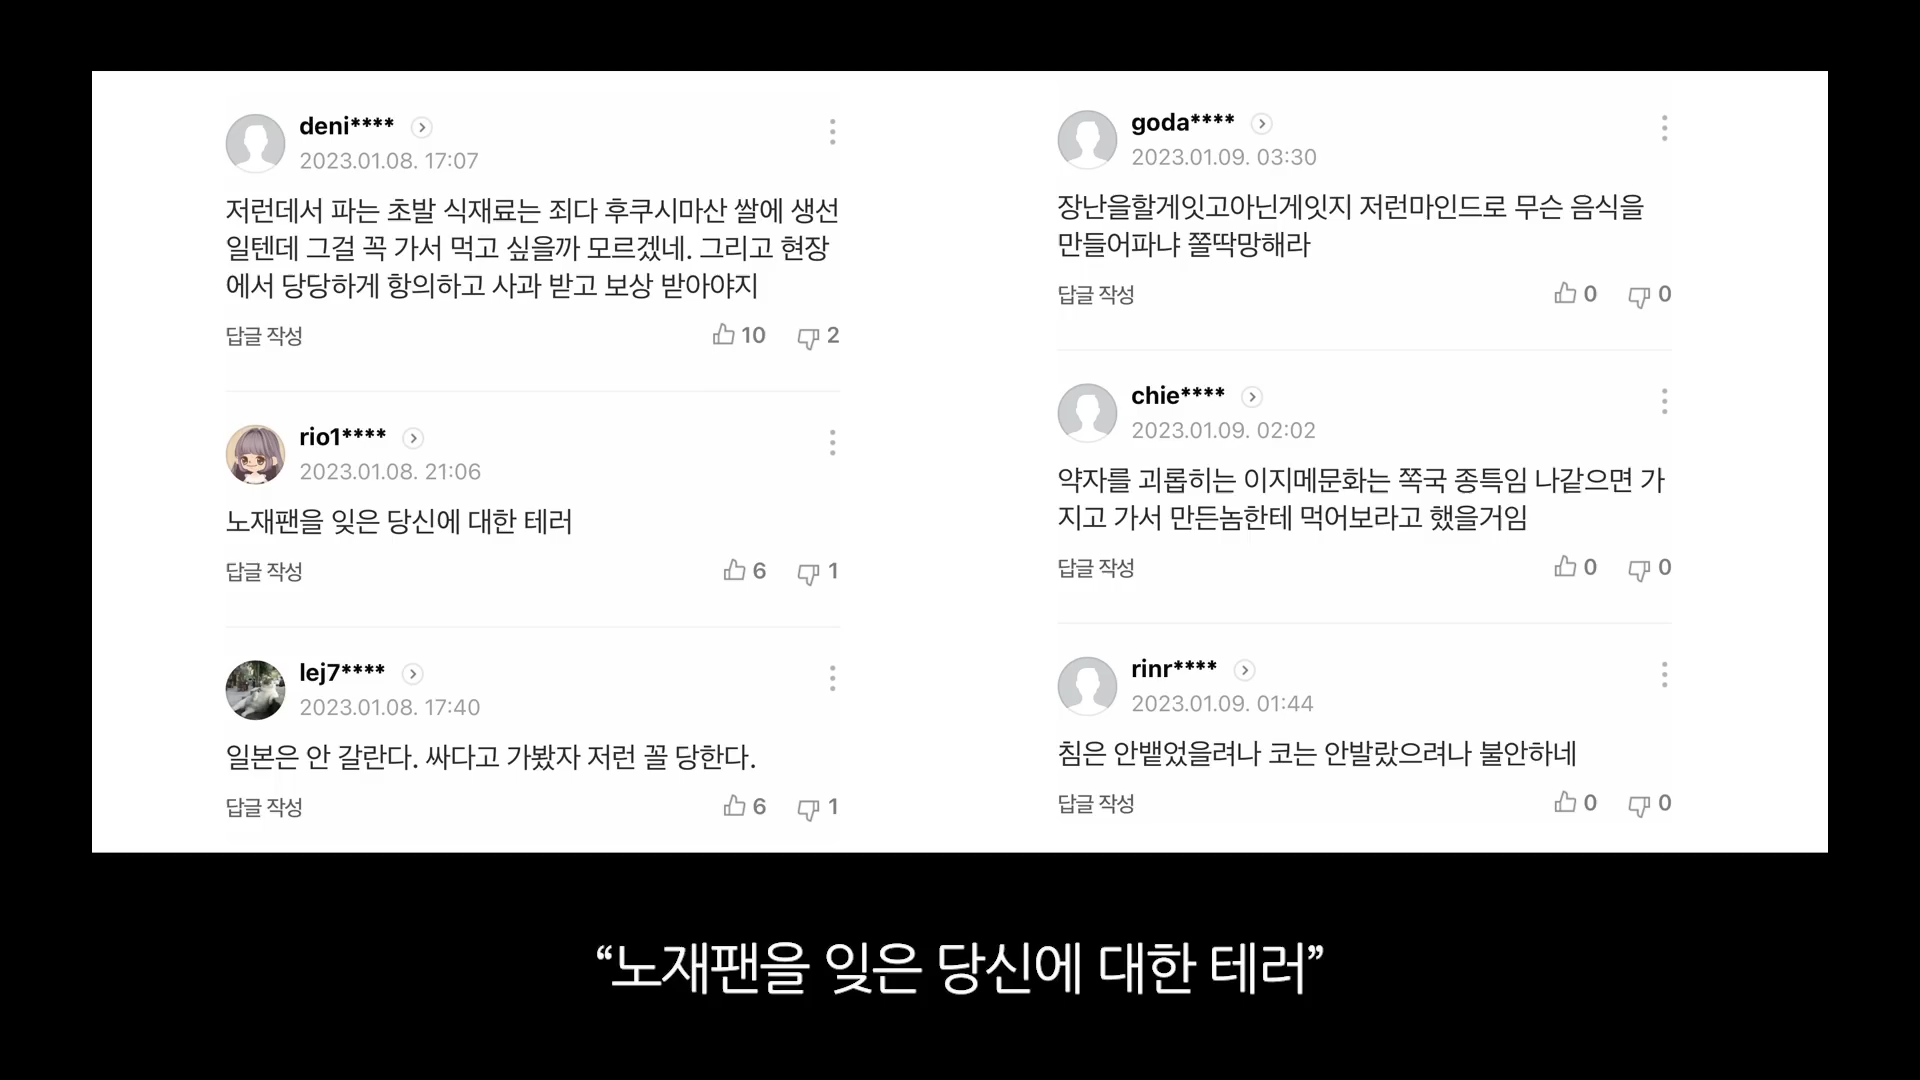 deni****
2023.01.08. 17:07
저런데서 파는 초발 식재료는 죄다 후쿠시마산 쌀에 생선
일텐데 그걸 꼭 가서 먹고 싶을까 모르겠네. 그리고 현장
에서 당당하게 항의하고 사과 받고 보상 받아야지
답글 작성
10
2
rio1****
2023.01.08. 21:06
노재팬을 잊은 당신에 대한 테러
답글 작성
6
1
lej7****
2023.01.08. 17:40
일본은 안 갈란다. 싸다고 가봤자 저런 꼴 당한다.
답글 작성
6
1
goda****
2023.01.09. 03:30
장난을할게잇고아닌게잇지 저런마인드로 무슨 음식을
만들어파냐 쫄딱망해라
답글 작성
0
0
chie****
2023.01.09. 02:02
약자를 괴롭히는 이지메문화는 쪽국 종특임 나같으면 가
지고 가서 만든놈한테 먹어보라고 했을거임
답글 작성
0
0
rinr****
2023.01.09. 01:44
침은 안뱉었을려나 코는 안발랐으려나 불안하네
답글 작성
0
0
“노재팬을 잊은 당신에 대한 테러”